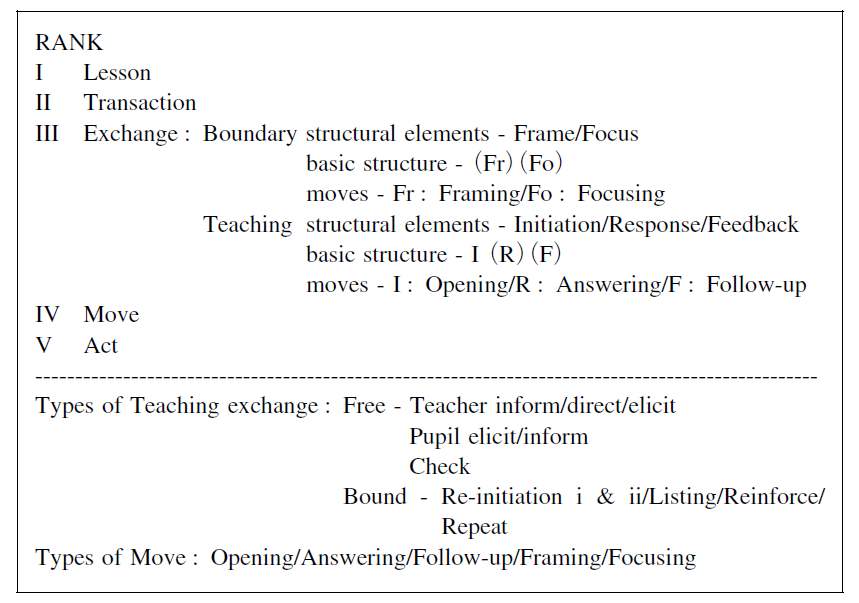 RANK
I Lesson
II Transaction
III Exchange : Boundary structural elements - Frame/Focus
basic structure - (Fr) (Fo)
moves - Fr : Framing/Fo : Focusing
Teaching structural elements - Initiation/Response/Feedback
basic structure - I (R) (F)
moves - I : Opening/R : Answering/F : Follow-up
IV Move
V Act
--------------------------------------------------------------------------------------------------
Types of Teaching exchange : Free - Teacher inform/direct/elicit
Pupil elicit/inform
Check
Bound - Re-initiation i & ii/Listing/Reinforce/
Repeat
Types of Move : Opening/Answering/Follow-up/Framing/Focusing